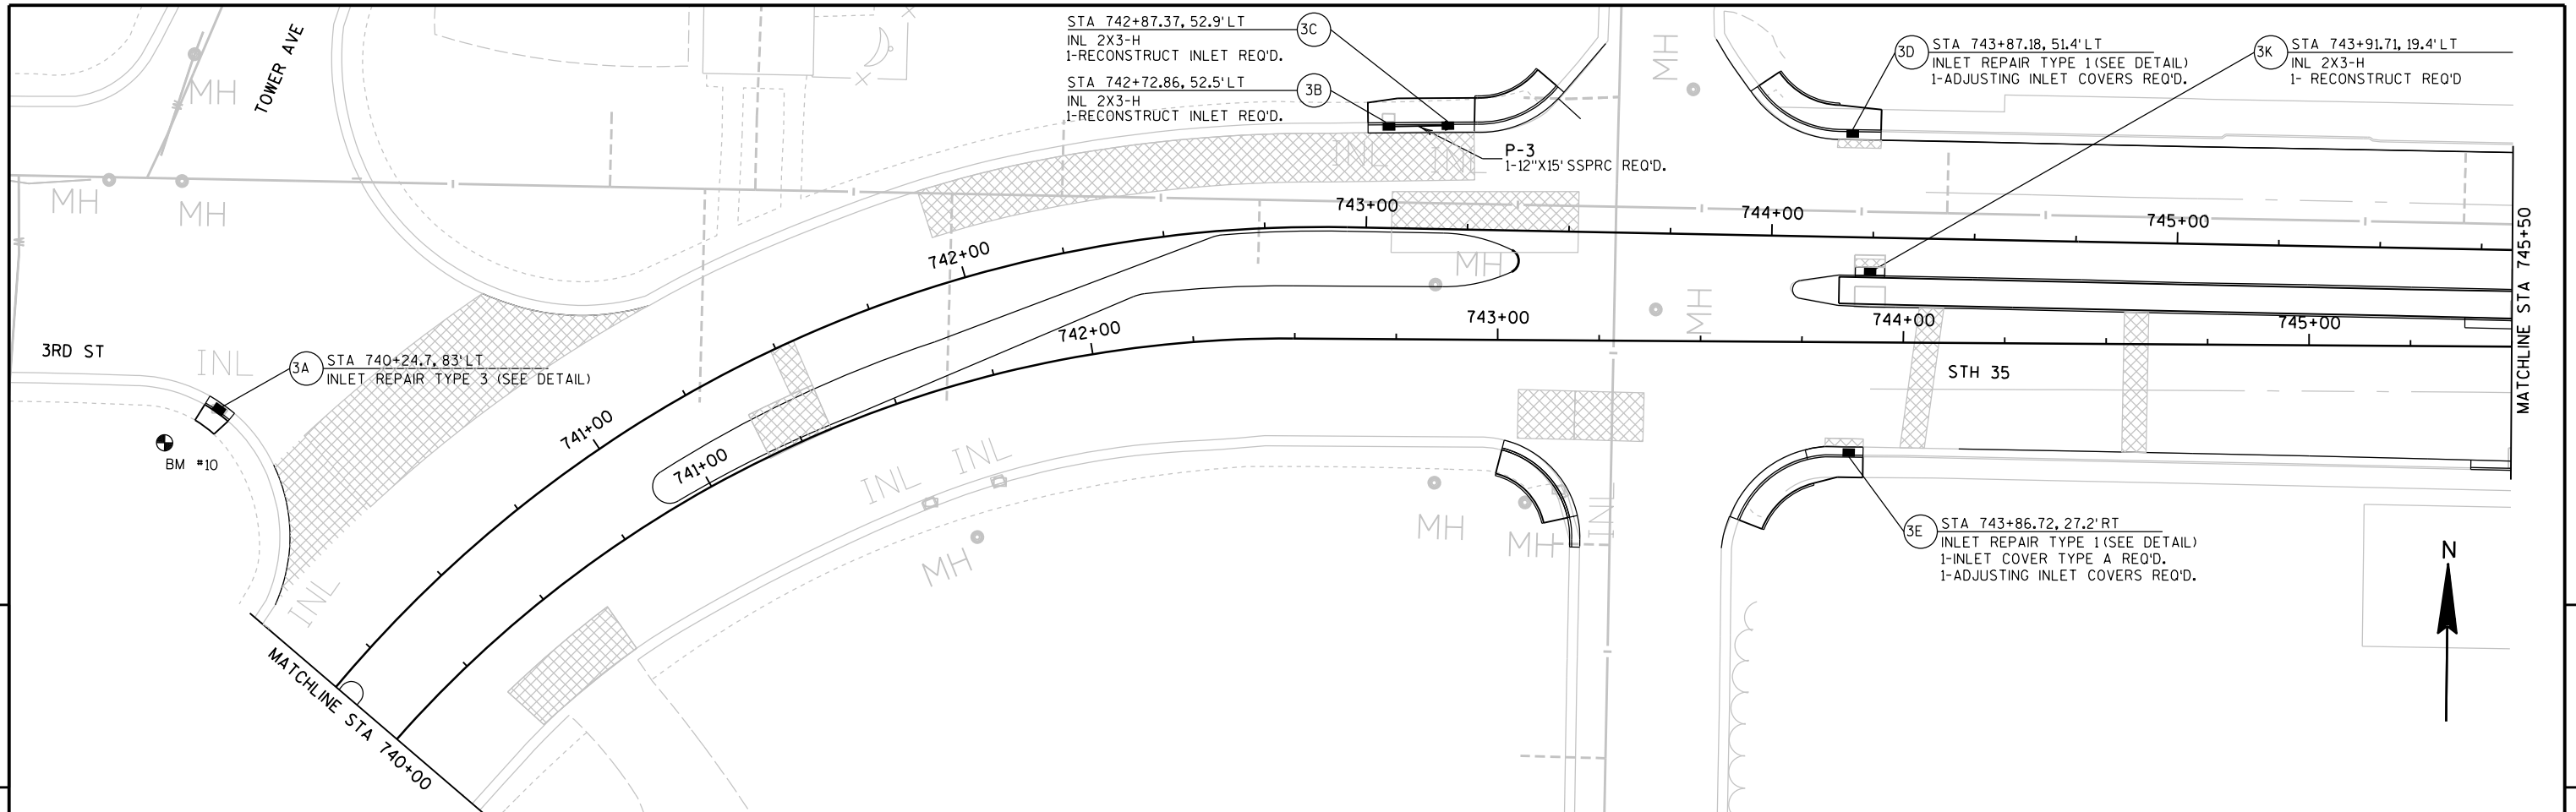 STA 742+87.37, 52.9'LT
3C
INL 2X3-H
1-RECONSTRUCT INLET REQ'D.
STA 742+72.86, 52.5'LT
3B
INL 2X3-H
1-RECONSTRUCT INLET REQ'D.
3D
STA 743+87.18, 51.4'LT
INLET REPAIR TYPE 1 (SEE DETAIL)
1-ADJUSTING INLET COVERS REQ'D.
3K
STA 743+91.71, 19.4'LT
INL 2X3-H
1- RECONSTRUCT REQ'D
TOWER AVE
MH
MH
MH
MH
INL
INL
P-3
1-12"X15' SSPRC REQ'D.
743+00
744+00
745+00
742+00
MH
MH
743+00
744+00
745+00
742+00
MATCHLINE STA 745+50
3RD ST
INL
3A
STA 740+24.7, 83'LT
INLET REPAIR TYPE 3 (SEE DETAIL)
STH 35
741+00
741+00
BM #10
INL
INL
MH
MH
MH
INL
INL
3E
STA 743+86.72, 27.2'RT
INLET REPAIR TYPE 1 (SEE DETAIL)
1-INLET COVER TYPE A REQ'D.
1-ADJUSTING INLET COVERS REQ'D.
N
MATCHLINE STA 740+00